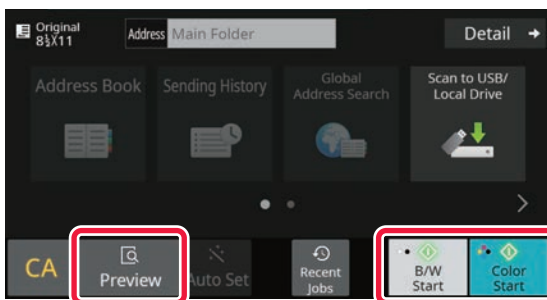 Original
8½X11
Address Main Folder
Detail
Address Book
Sending History
Global
Address Search
Scan to USB/
Local Drive
CA
Preview
Auto Set
Recent
Jobs
B/W
Start
Color
Start